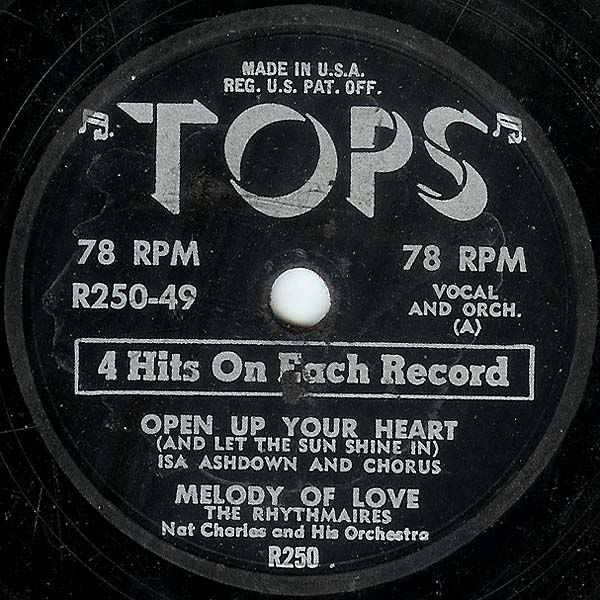 MADE IN U.S.A.
REG. U.S. PAT. OFF.
TOPS
78 RPM 78 RPM
R250-49
VOCAL
AND ORCH.
(A)
4 Hits On Each Record
OPEN UP YOUR HEART
(AND LET THE SUN SHINE IN)
ISA ASHDOWN AND CHORUS
MELODY OF LOVE
THE RHYTHMAIRES
Nat Charles and His Orchestra
R250